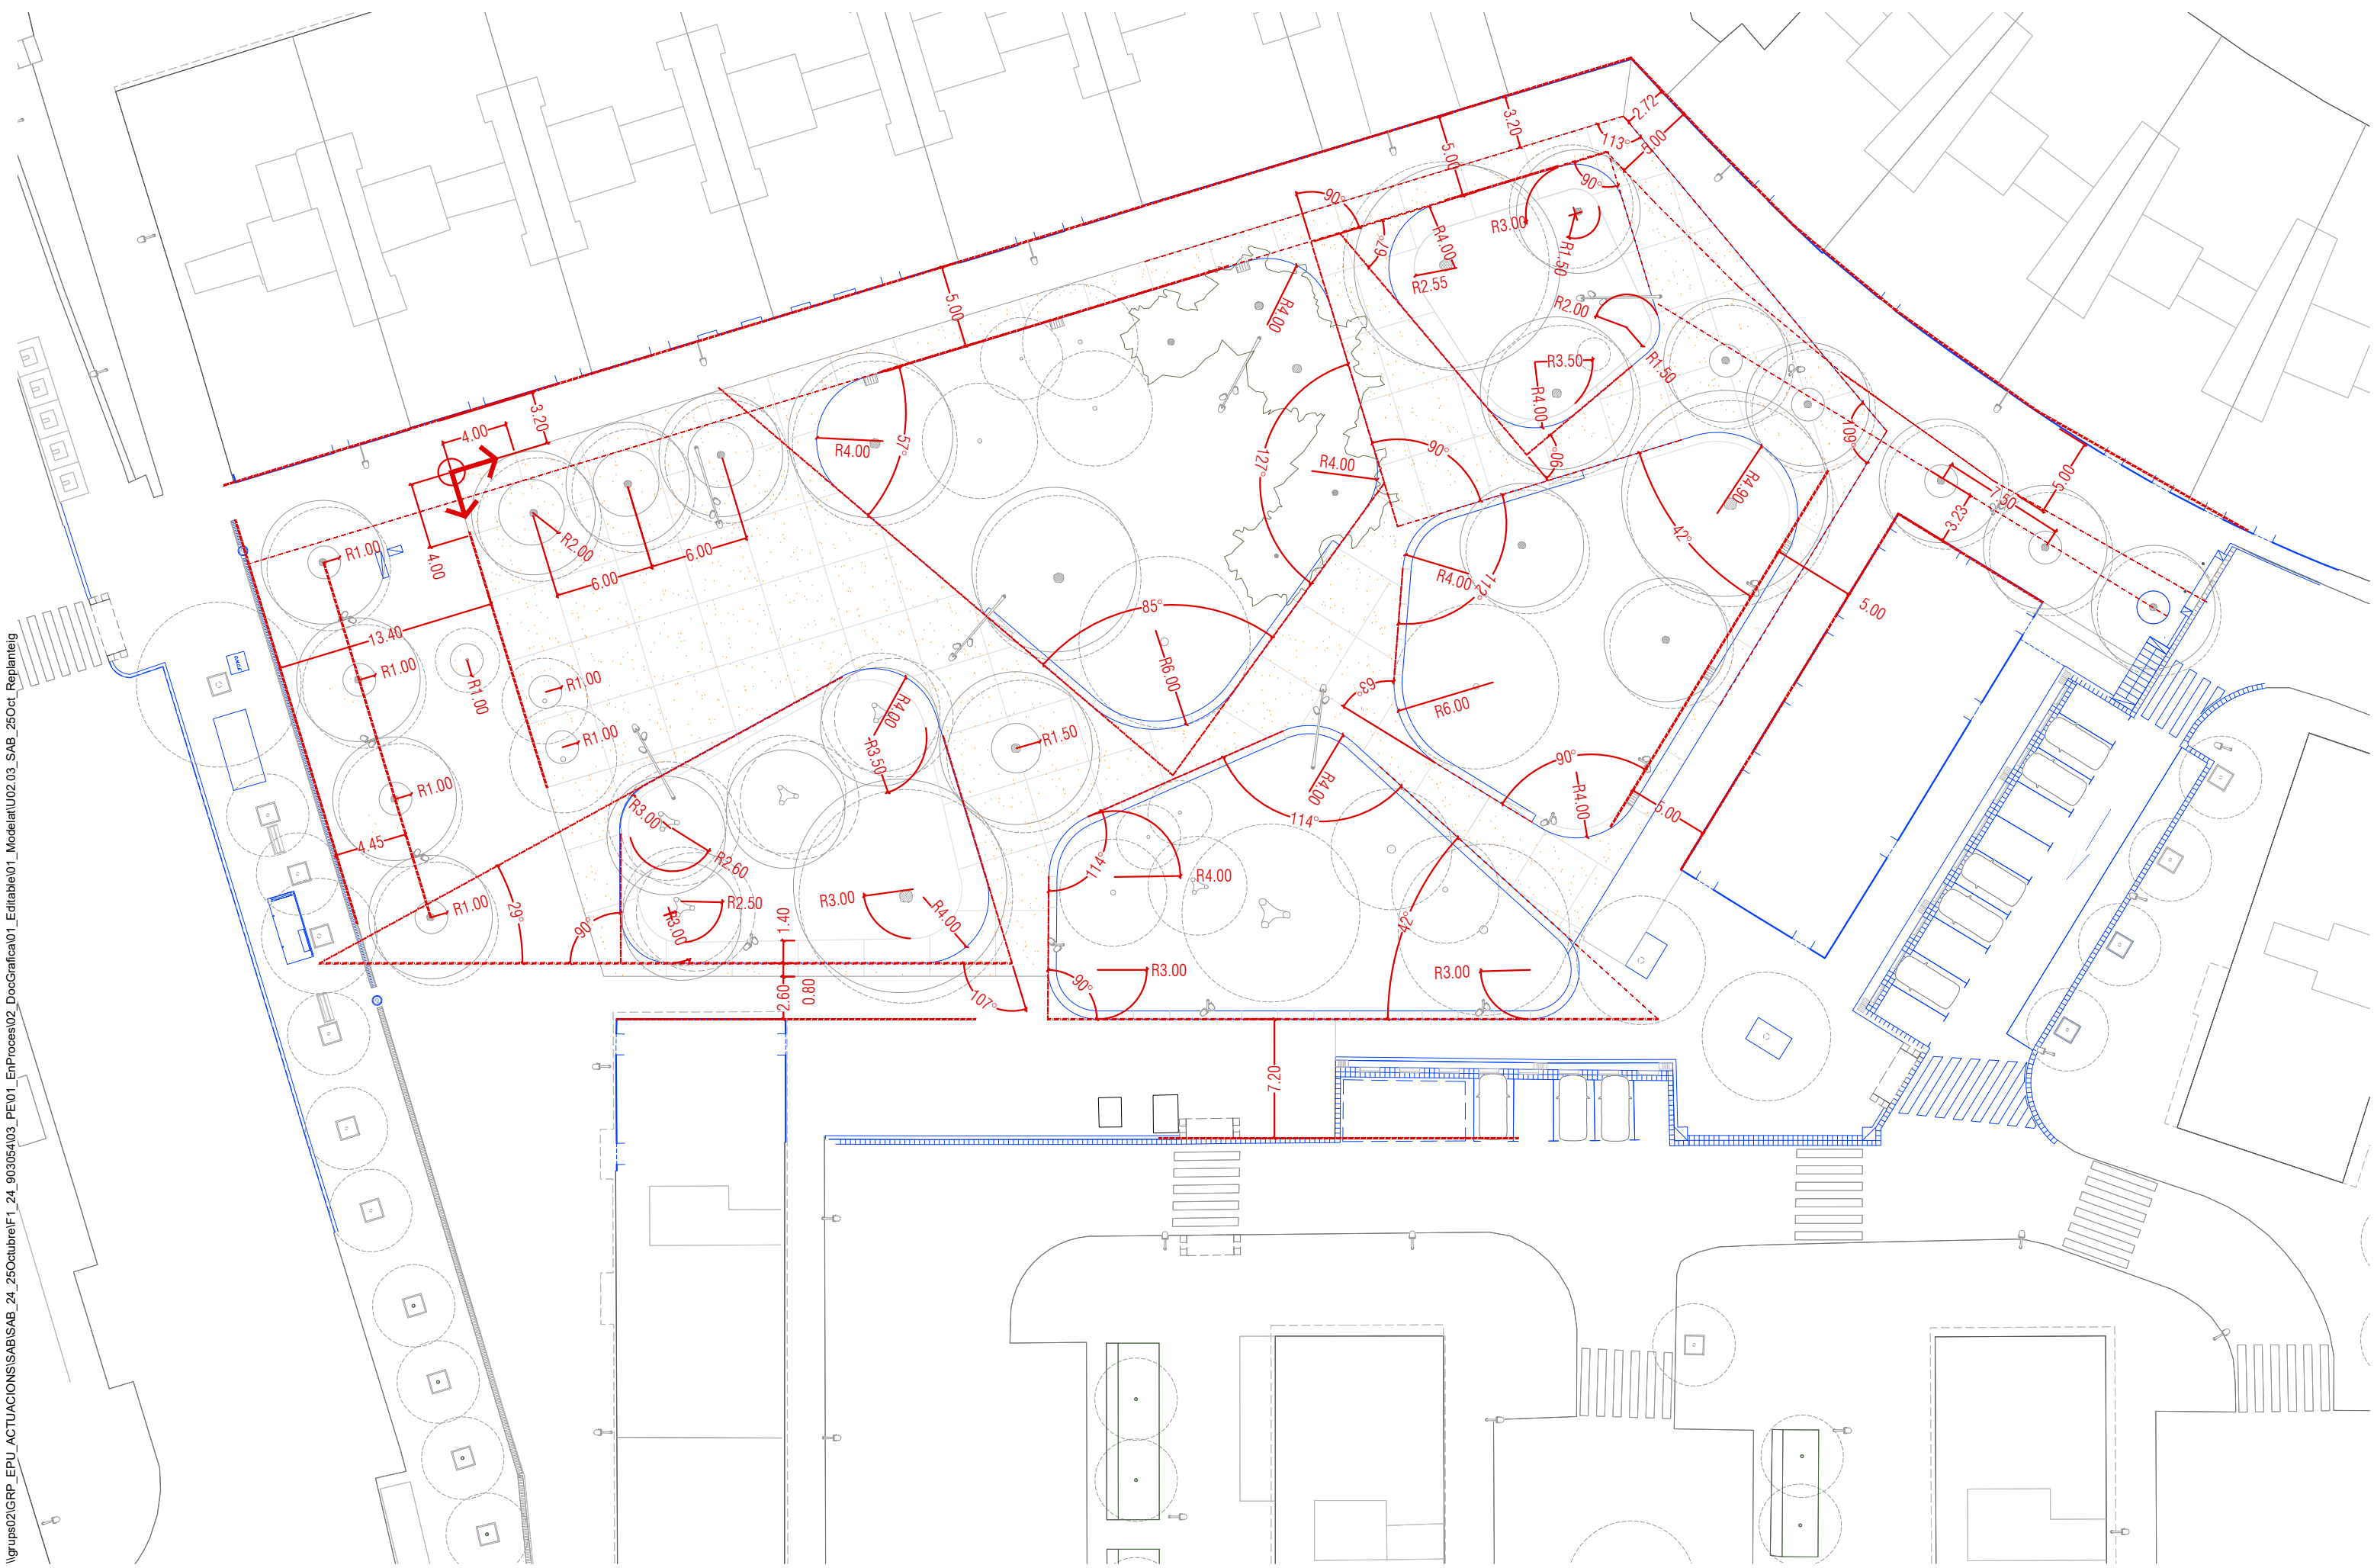 2.72
3.20
5.00
113°
5.00
90°
90°
R3.00
R4.00
67°
R1.50
R2.55
5.00
R4.00
R2.00
R3.50
R1.50
R4.00
3.20
4.00
57°
R4.00
127°
R4.00
90°
90°
109°
R4.90
42°
5.00
7.50
3.23
4.00
R2.00
6.00
6.00
R1.00
R4.00
112°
5.00
13.40
85°
R1.00
R1.00
R1.00
R6.00
63°
R6.00
R4.00
R1.00
R1.50
R3.50
90°
R4.00
R4.00
5.00
R1.00
R3.00
114°
4.45
R2.60
114°
R4.00
R1.00
29°
90°
R2.50
R3.00
1.40
R3.00
R4.00
42°
2.60
0.80
107°
90°
R3.00
R3.00
7.20
\\grups02\GRP_EPU_ACTUACIONS\SAB\SAB_24_25Octubre\F1_24_903054\03_PE\01_EnProces\02_DocGrafica\01_Editable\01_Modelat\U02.03_SAB_25Oct_Replanteig